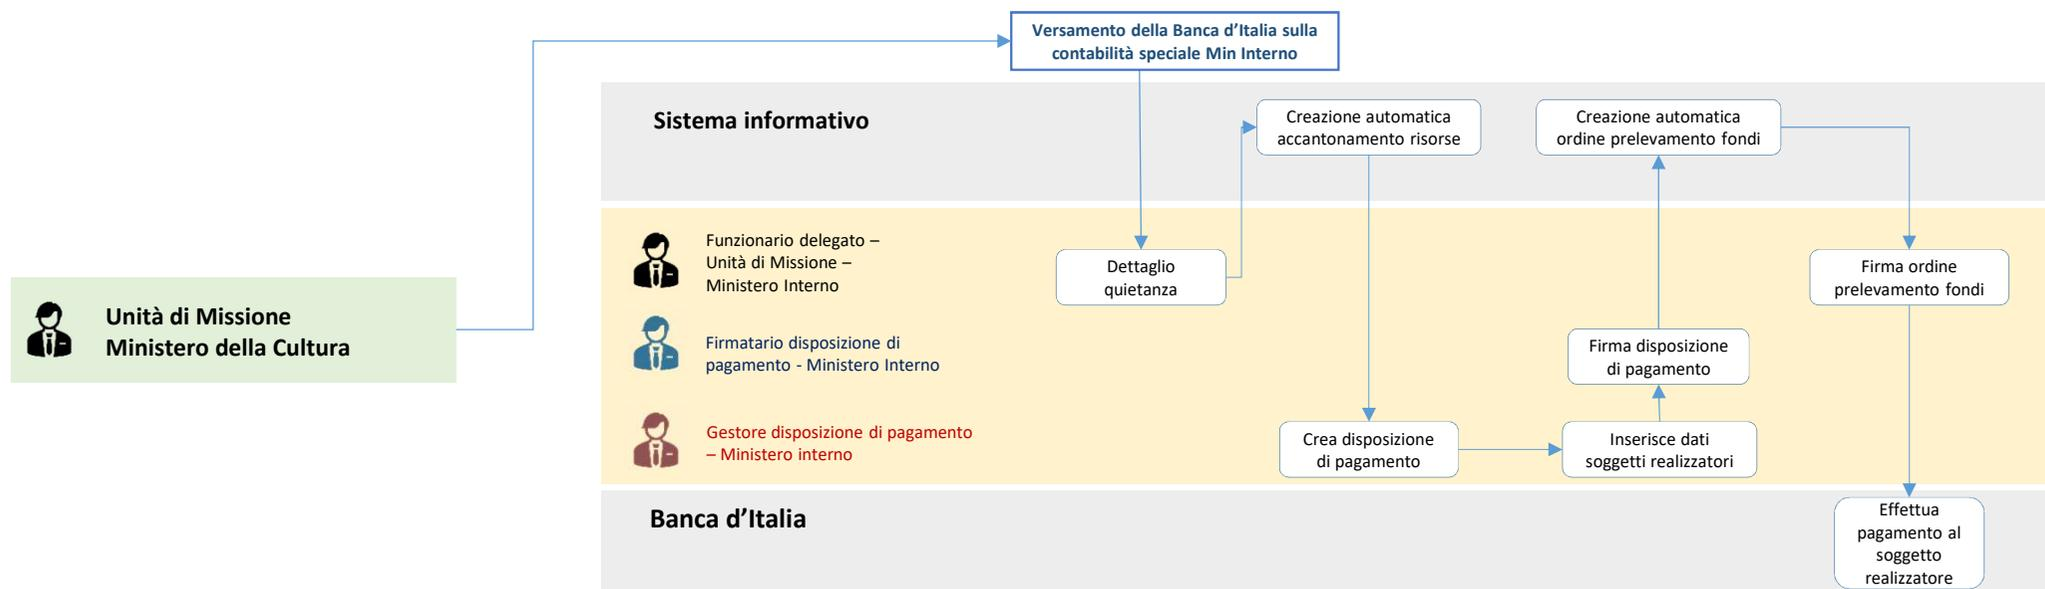 Versamento della Banca d’Italia sulla
contabilità speciale Min Interno
Sistema informativo
Creazione automatica
accantonamento risorse
Creazione automatica
ordine prelevamento fondi
Unità di Missione
Ministero della Cultura
Funzionario delegato –
Unità di Missione –
Ministero Interno
Dettaglio
quietanza
Firma ordine
prelevamento fondi
Firmatario disposizione di
pagamento - Ministero Interno
Firma disposizione
di pagamento
Gestore disposizione di pagamento
– Ministero interno
Crea disposizione
di pagamento
Inserisce dati
soggetti realizzatori
Banca d’Italia
Effettua
pagamento al
soggetto
realizzatore